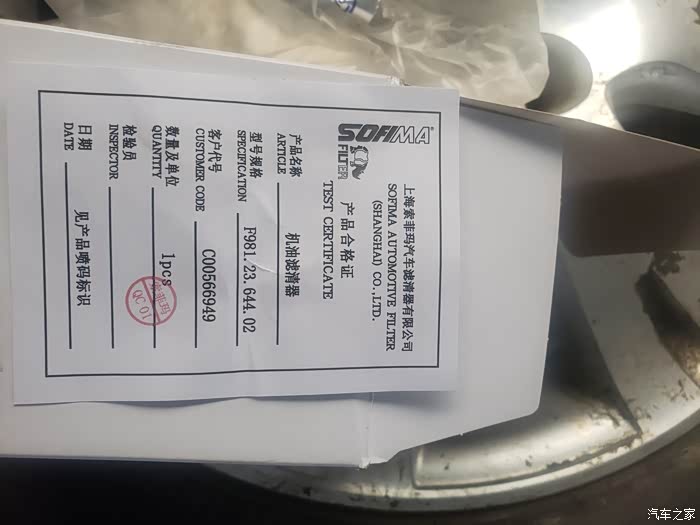 SOFIMA®
FILTER
上海索菲玛汽车滤清器有限公司
SOFIMA AUTOMOTIVE FILTER
(SHANGHAI) CO.,LTD.
产品合格证
TEST CERTIFICATE
产品名称 机油滤清器
ARTICLE
型号规格 F981.23.644.02
SPECIFICATION
客户代号 C00566949
CUSTOMER CODE
数量及单位 1pcs
QUANTITY
检验员
INSPECTOR
索菲玛
QC-01
日期 见产品喷码标识
DATE
汽车之家